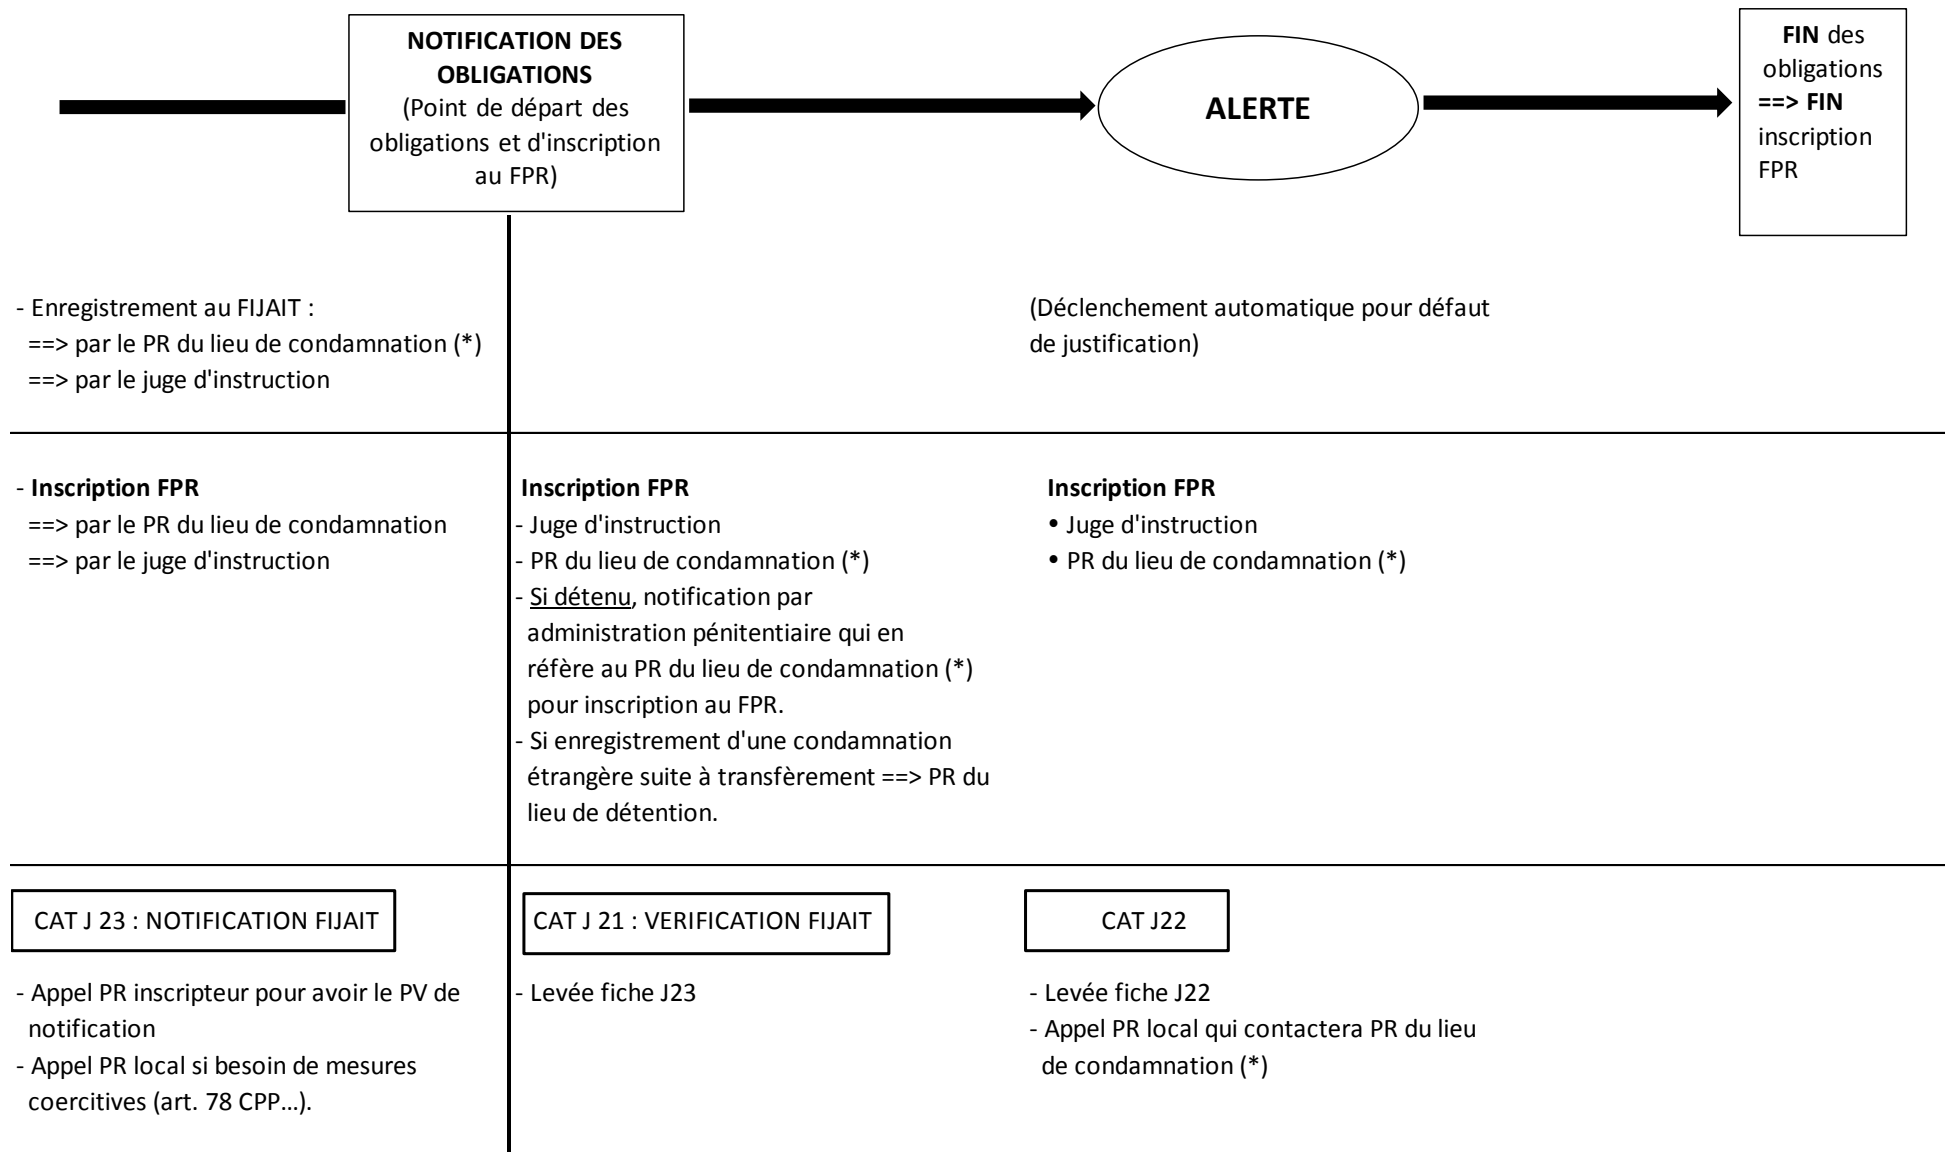 NOTIFICATION DES
OBLIGATIONS
(Point de départ des
obligations et d'inscription
au FPR)
ALERTE
FIN des
obligations
==> FIN
inscription
FPR
- Enregistrement au FIJAIT :
==> par le PR du lieu de condamnation (*)
==> par le juge d'instruction
(Déclenchement automatique pour défaut
de justification)
- Inscription FPR
==> par le PR du lieu de condamnation
==> par le juge d'instruction
Inscription FPR
- Juge d'instruction
- PR du lieu de condamnation (*)
- Si détenu, notification par
administration pénitentiaire qui en
réfère au PR du lieu de condamnation (*)
pour inscription au FPR.
- Si enregistrement d'une condamnation
étrangère suite à transfèrement ==> PR du
lieu de détention.
Inscription FPR
• Juge d'instruction
• PR du lieu de condamnation (*)
CAT J 23 : NOTIFICATION FIJAIT
- Appel PR inscripteur pour avoir le PV de
notification
- Appel PR local si besoin de mesures
coercitives (art. 78 CPP...).
CAT J 21 : VERIFICATION FIJAIT
- Levée fiche J23
CAT J22
- Levée fiche J22
- Appel PR local qui contactera PR du lieu
de condamnation (*)